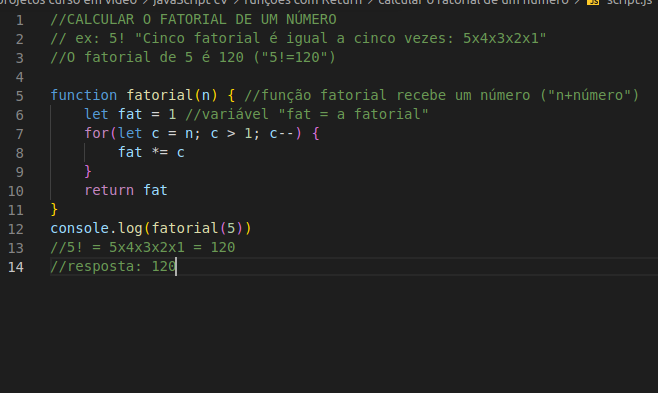 projetos curso em vídeo > javaScript cv > funções com Return > calcular o fatorial de um número > JS script.js
1 //CALCULAR O FATORIAL DE UM NÚMERO
2 // ex: 5! "Cinco fatorial é igual a cinco vezes: 5x4x3x2x1"
3 //O fatorial de 5 é 120 ("5!=120")
4
5 function fatorial(n) { //função fatorial recebe um número ("n+número")
6     let fat = 1 //variável "fat = a fatorial"
7     for(let c = n; c > 1; c--) {
8         fat *= c
9     }
10     return fat
11 }
12 console.log(fatorial(5))
13 //5! = 5x4x3x2x1 = 120
14 //resposta: 120